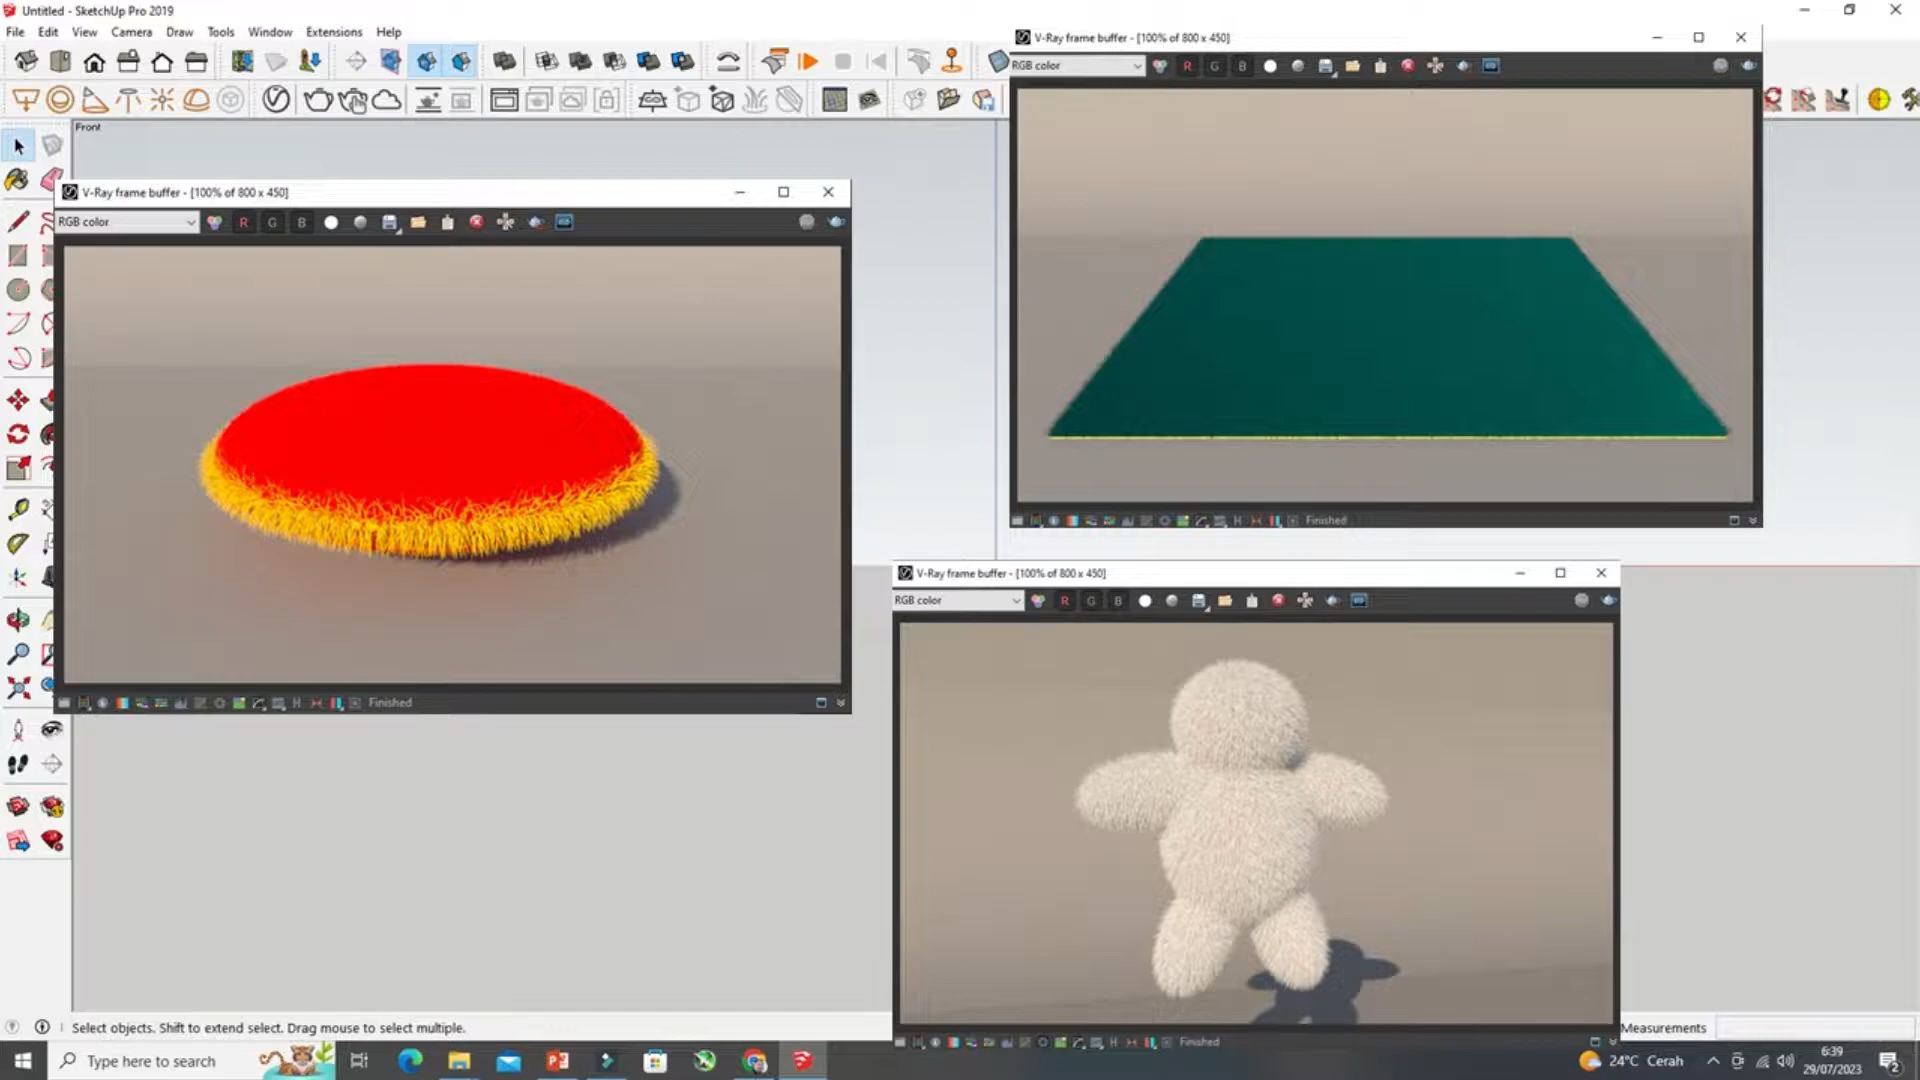 Untitled - SketchUp Pro 2019
File Edit View Camera Draw Tools Window Extensions Help
V-Ray frame buffer - [100% of 800 x 450]
RGB color R G B
Front
V-Ray frame buffer - [100% of 800 x 450]
RGB color R G B
Finished
V-Ray frame buffer - [100% of 800 x 450]
RGB color R G B
Finished
Select objects. Shift to extend select. Drag mouse to select multiple.
Measurements
Finished
Type here to search
24°C Cerah
6:39
29/07/2023
2